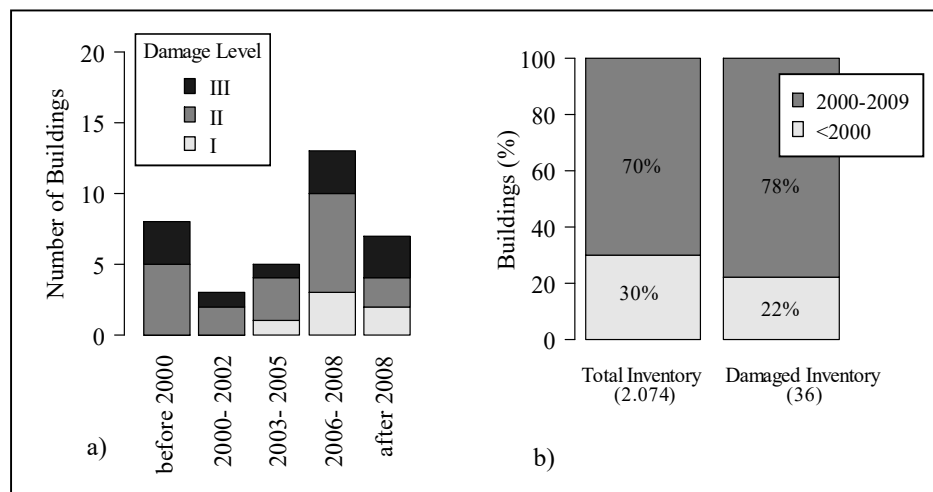 Damage Level
III
II
I
Number of Buildings
20
15
10
5
0
before 2000
2000- 2002
2003- 2005
2006- 2008
after 2008
a)
Buildings (%)
100
80
60
40
20
0
2000-2009
<2000
70%
78%
30%
22%
Total Inventory
(2.074)
Damaged Inventory
(36)
b)